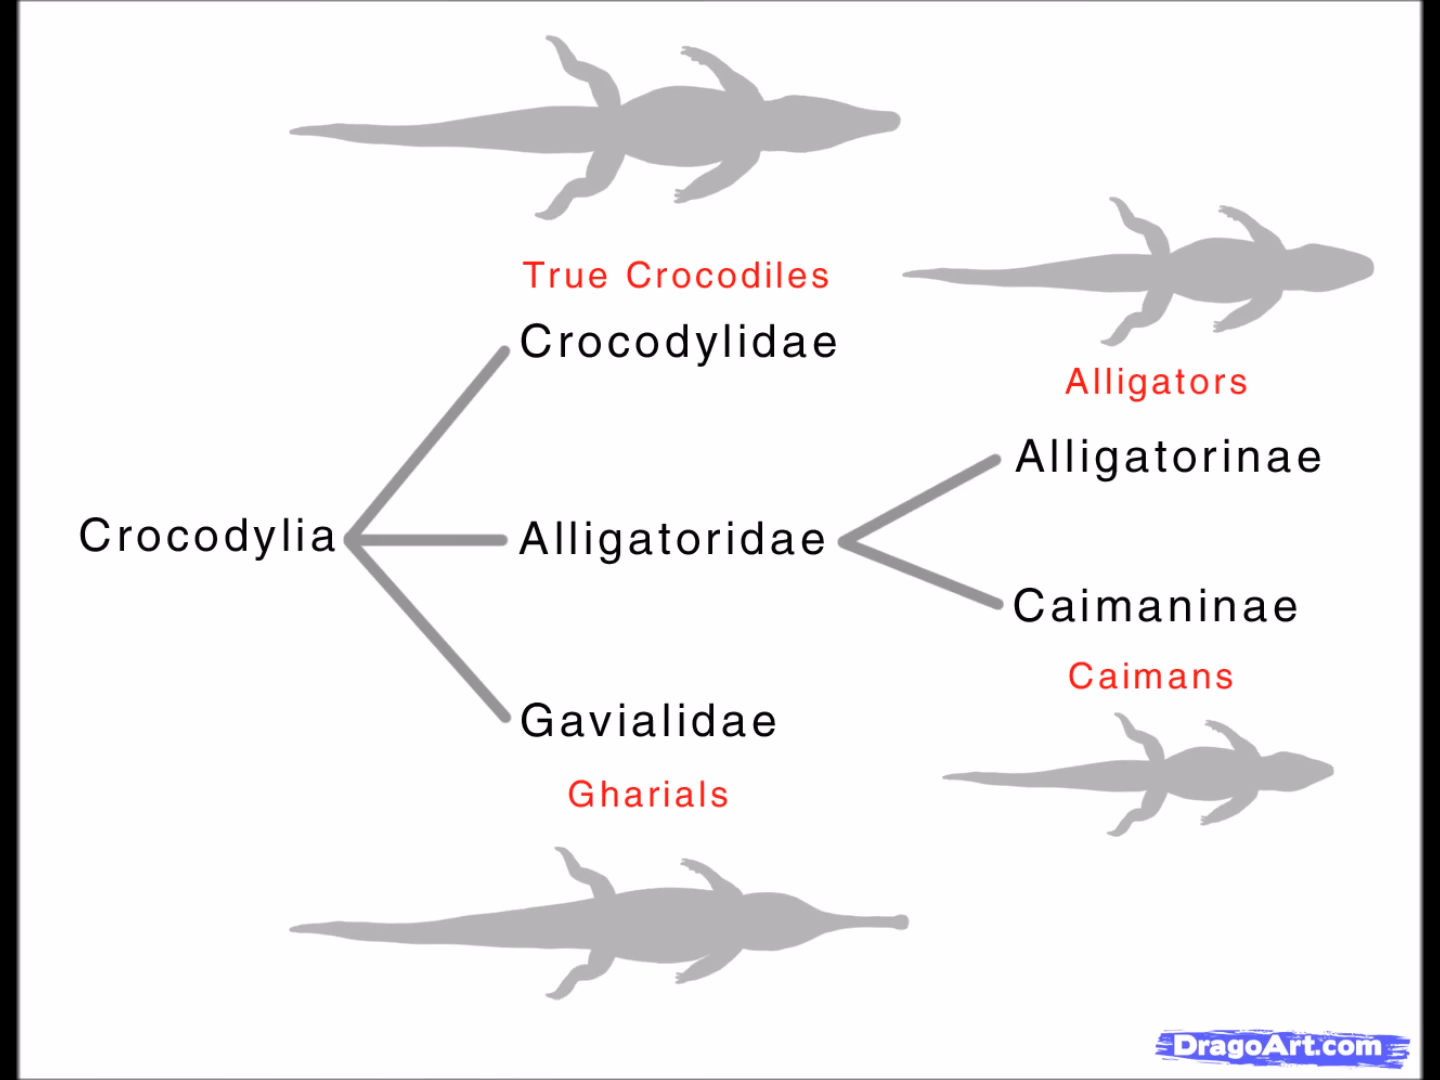 True Crocodiles
Crocodylidae
Alligators
Alligatorinae
Crocodylia
Alligatoridae
Caimaninae
Caimans
Gavialidae
Gharials
DragoArt.com